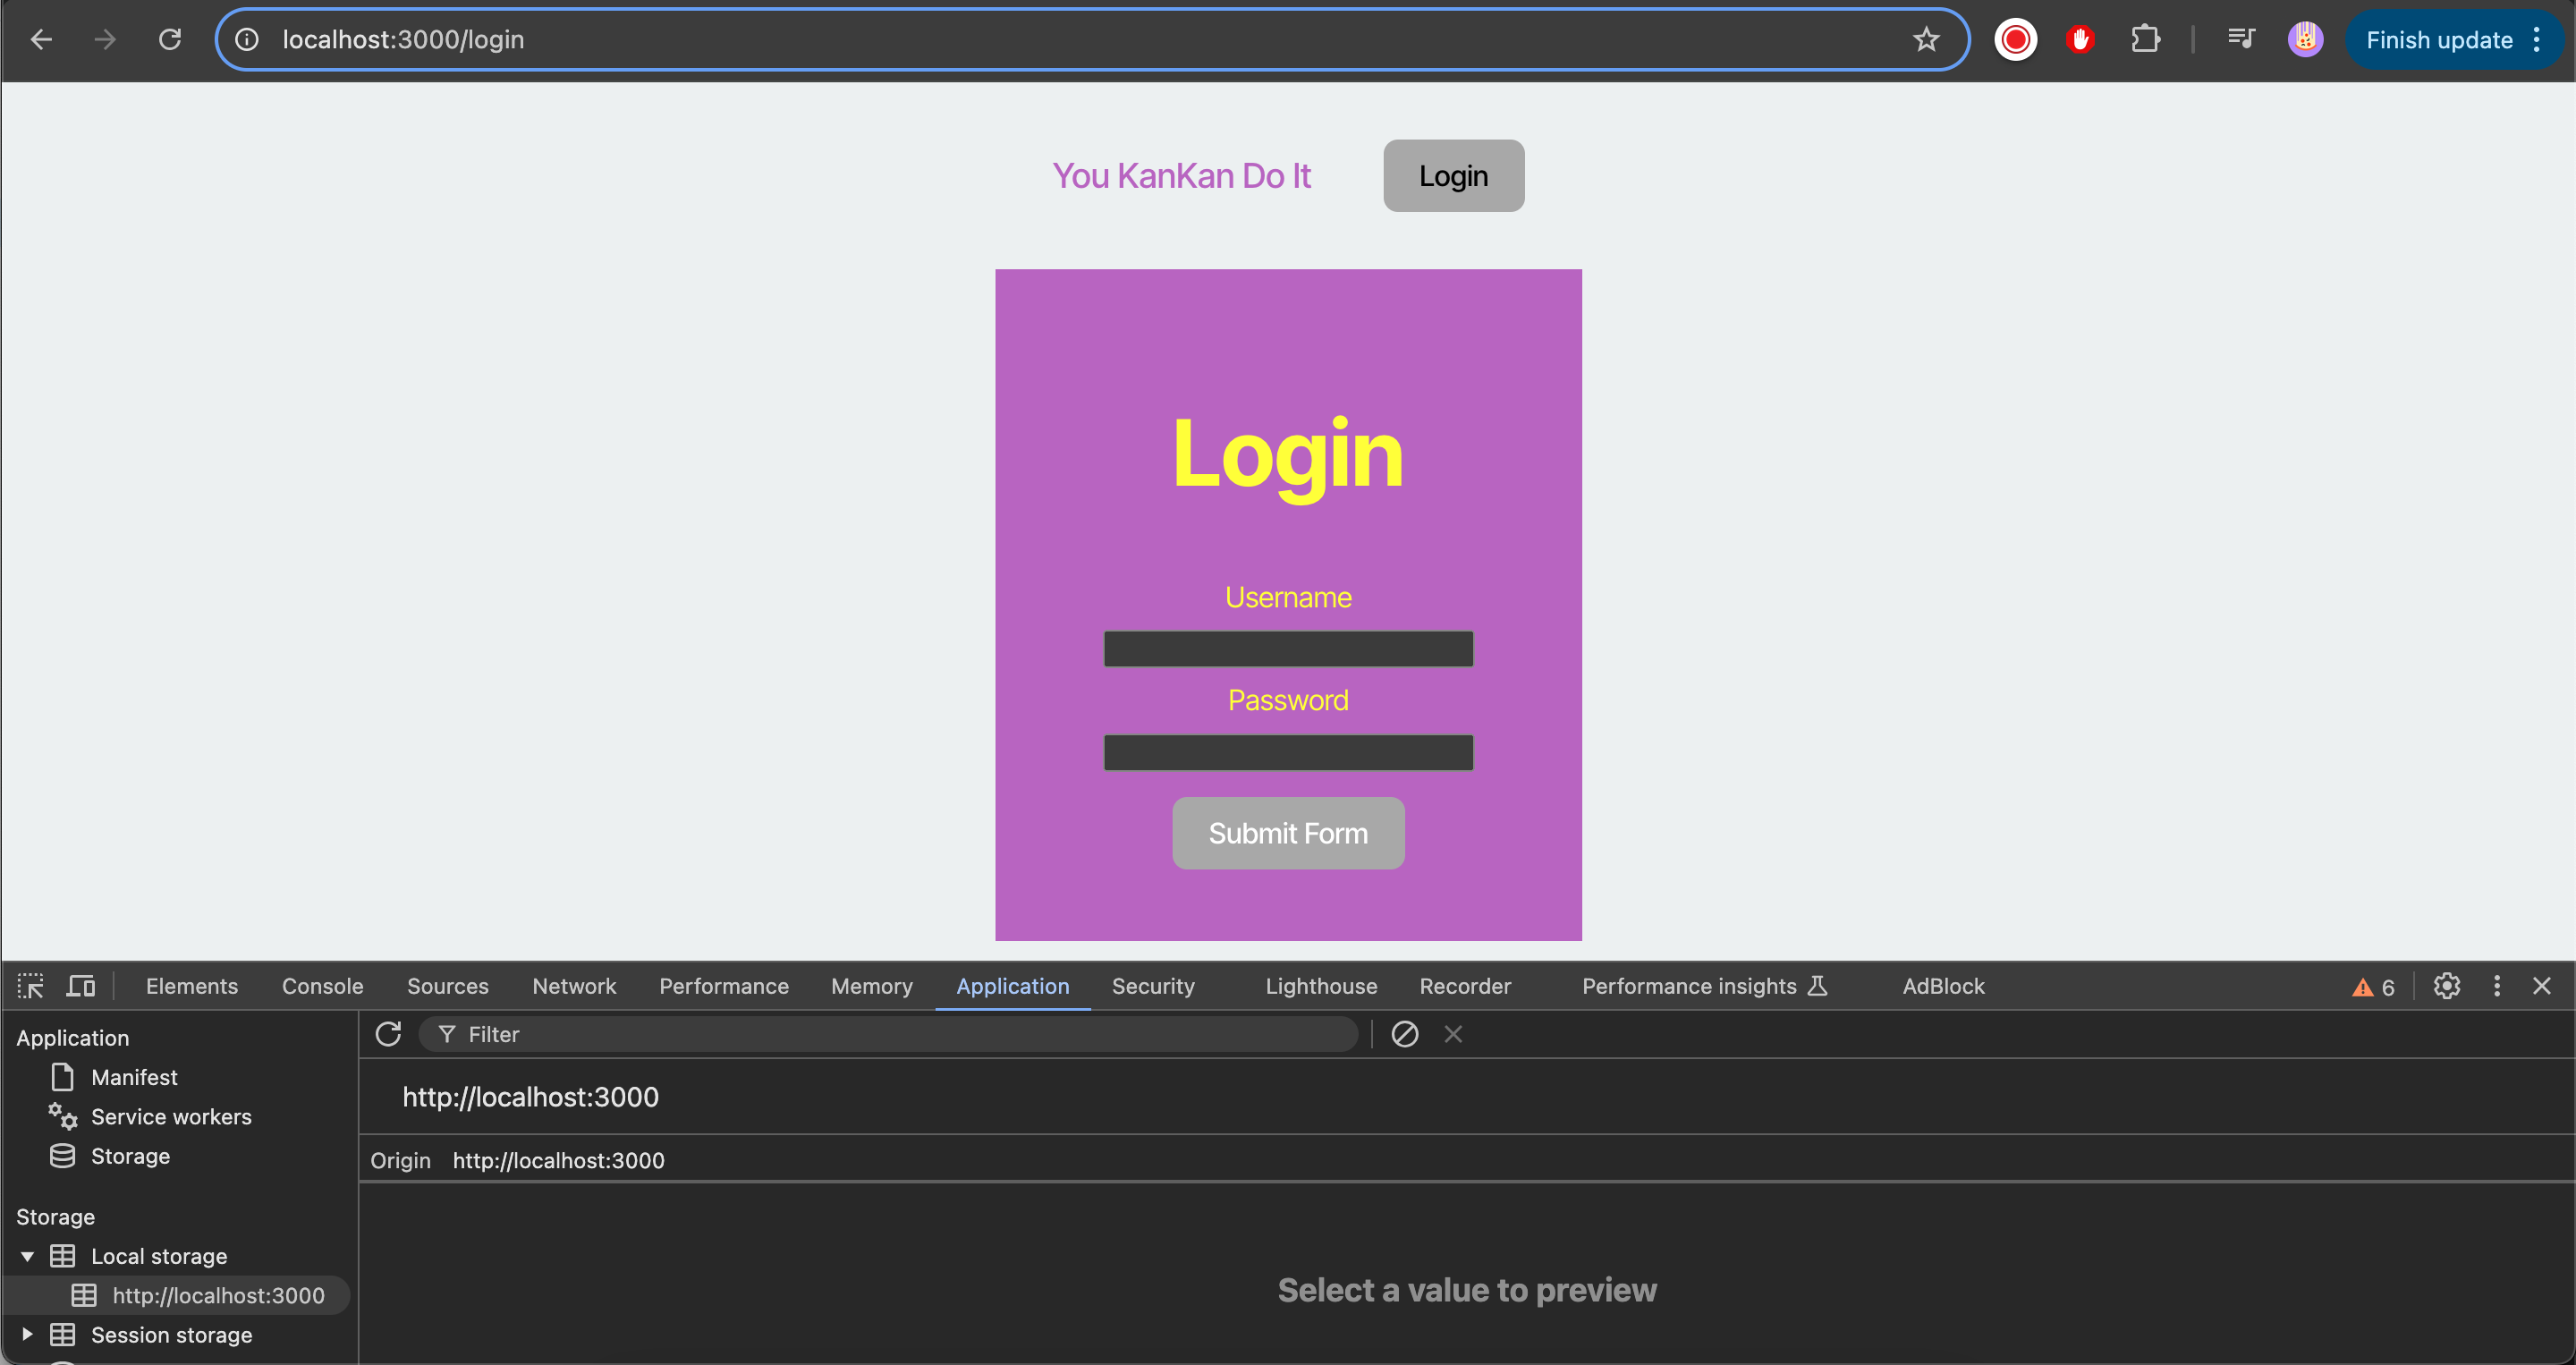 localhost:3000/login
Finish update
You KanKan Do It
Login
Login
Username
Password
Submit Form
Elements Console Sources Network Performance Memory Application Security Lighthouse Recorder Performance insights AdBlock 6
Application
Filter
Manifest
http://localhost:3000
Service workers
Storage
Origin http://localhost:3000
Storage
Local storage
Select a value to preview
http://localhost:3000
Session storage